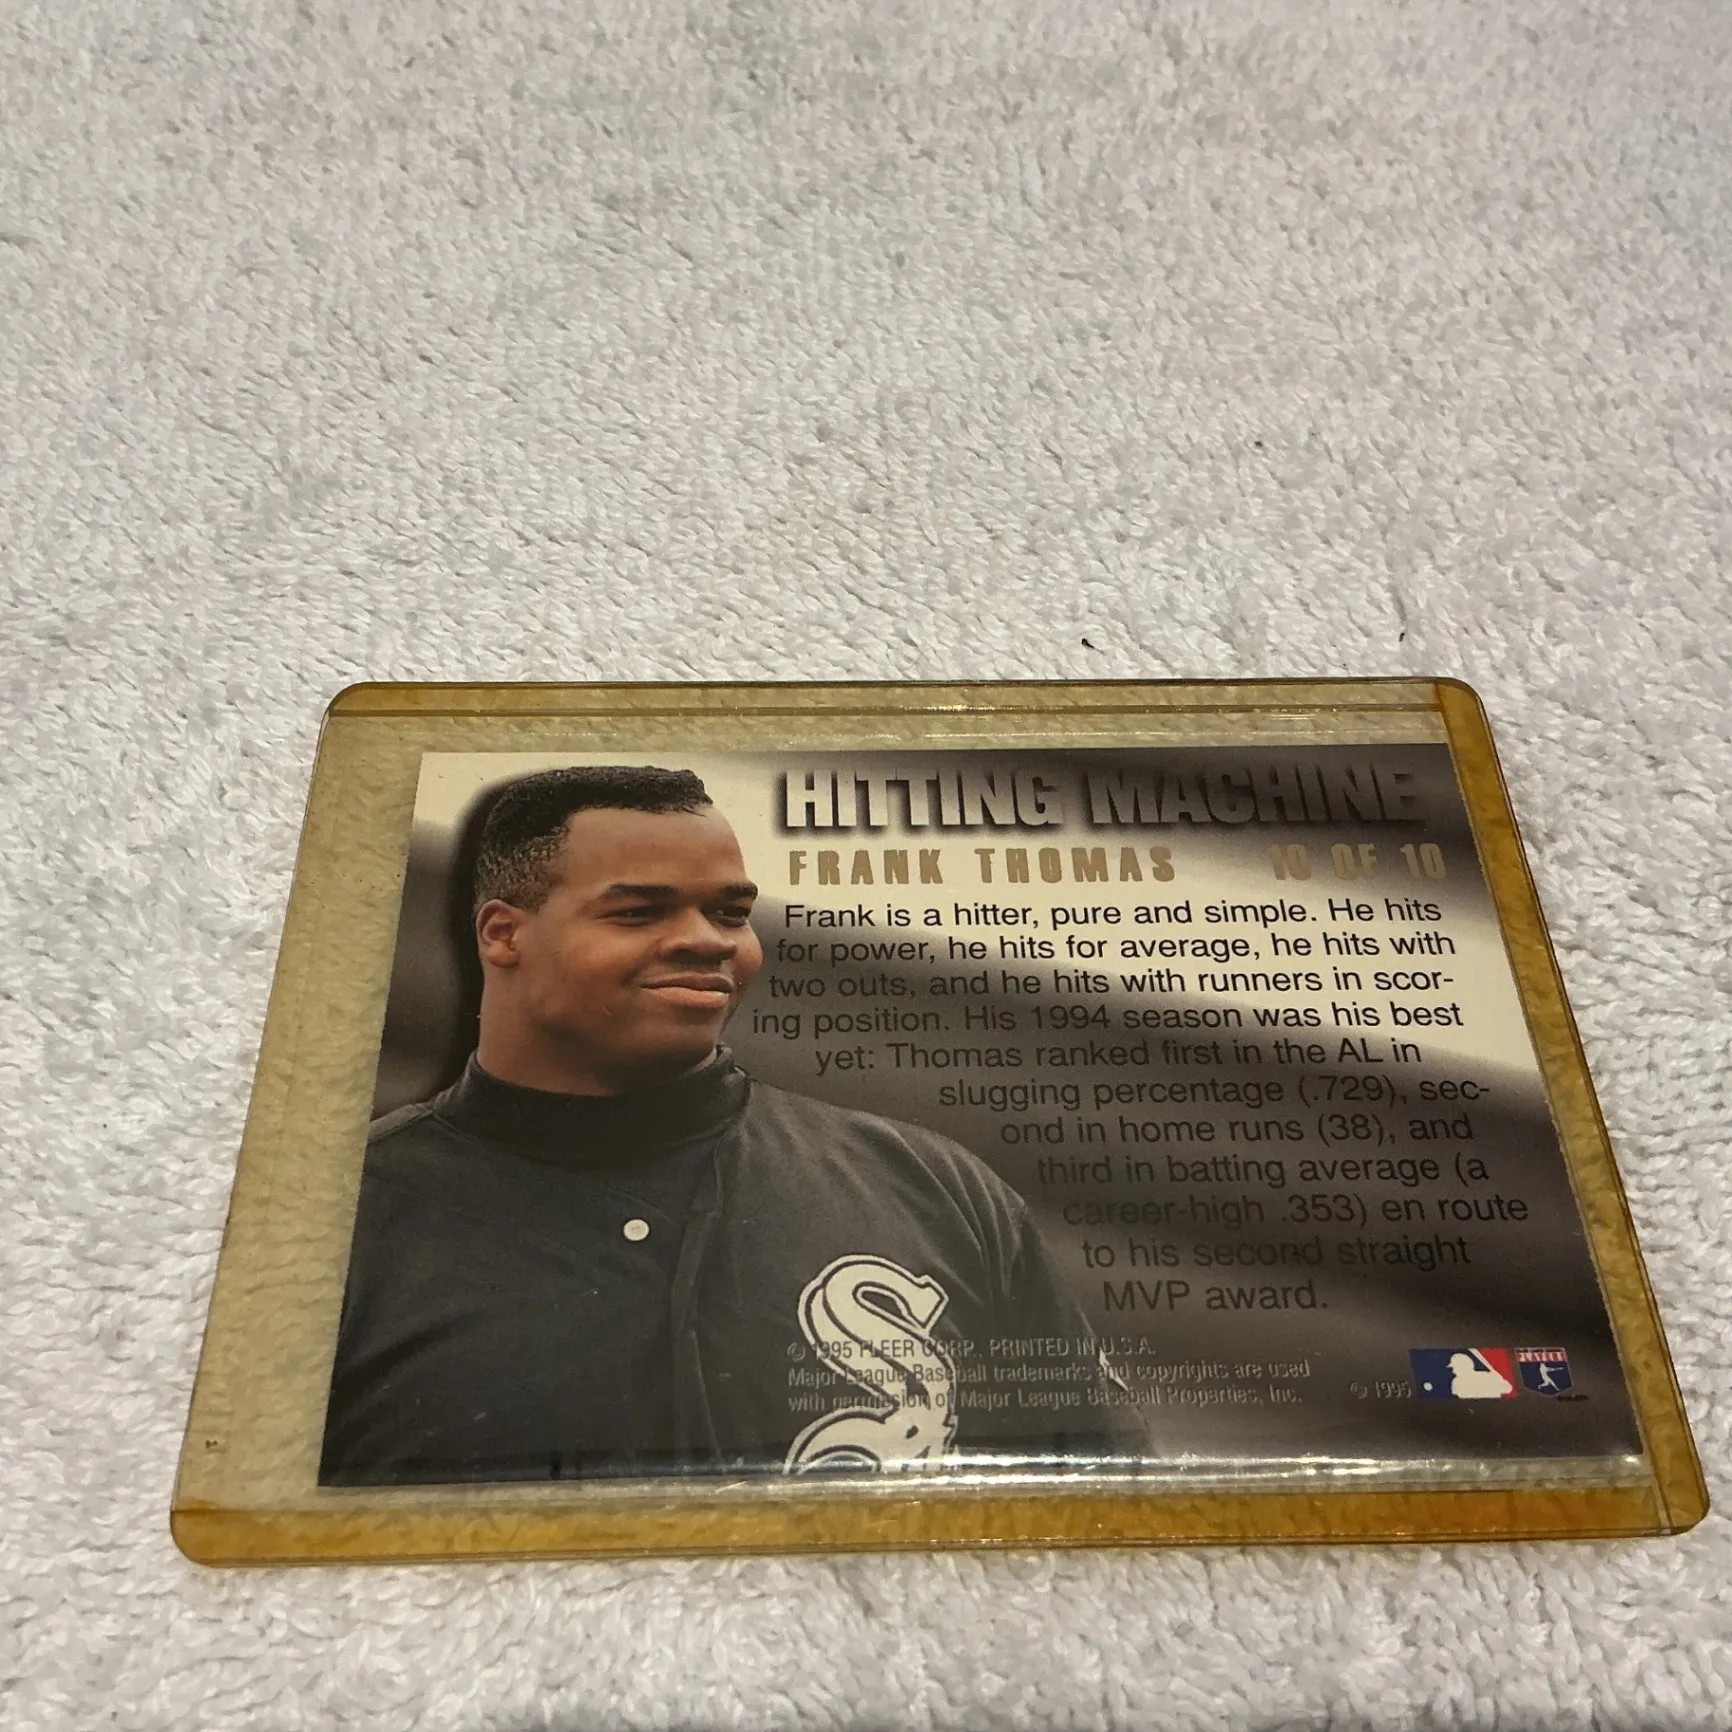 HITTING MACHINE
FRANK THOMAS 10 OF 10
Frank is a hitter, pure and simple. He hits
for power, he hits for average, he hits with
two outs, and he hits with runners in scor-
ing position. His 1994 season was his best
yet: Thomas ranked first in the AL in
slugging percentage (.729), sec-
ond in home runs (38), and
third in batting average (a
career-high .353) en route
to his second straight
MVP award.
© 1995 FLEER CORP., PRINTED IN U.S.A.
Major League Baseball trademarks and copyrights are used
with permission of Major League Baseball Properties, Inc.
© 1995
PLAYERS